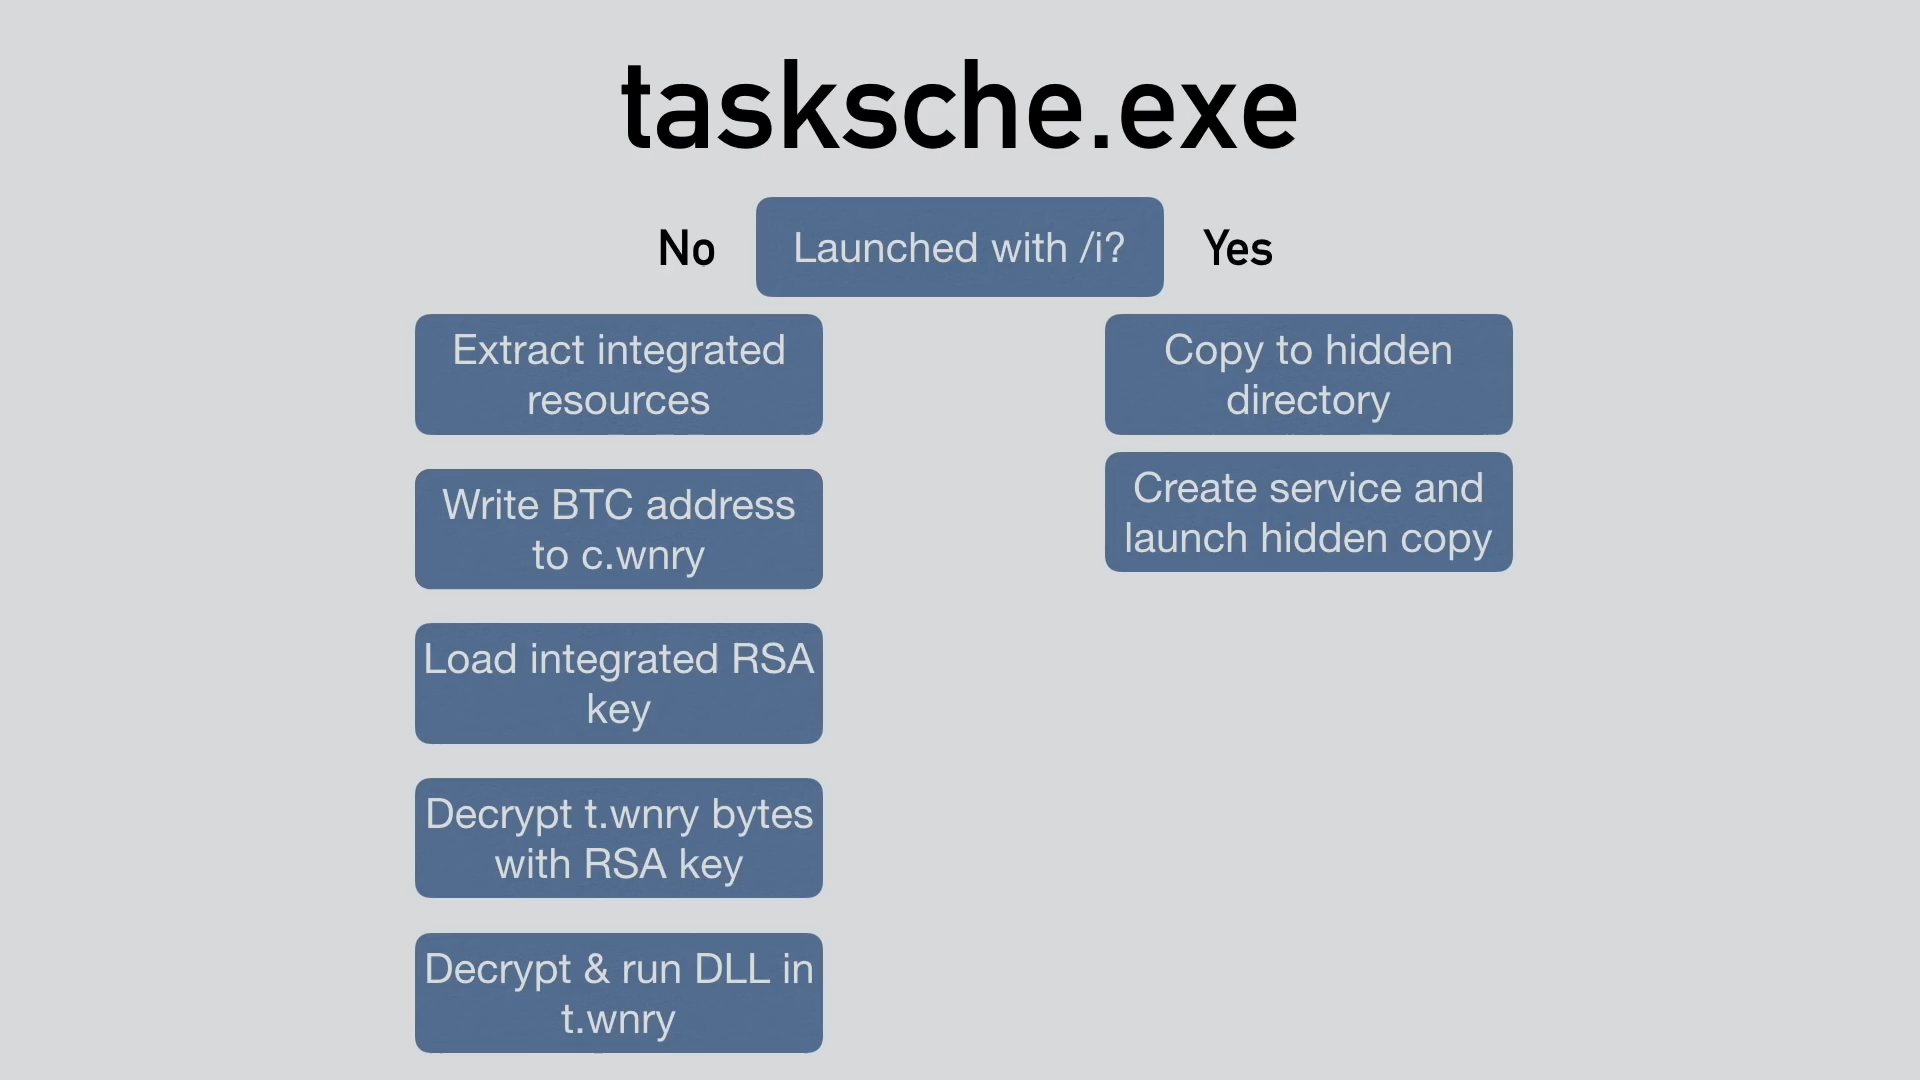 tasksche.exe
No
Launched with /i?
Yes
Extract integrated
resources
Write BTC address
to c.wnry
Load integrated RSA
key
Decrypt t.wnry bytes
with RSA key
Decrypt & run DLL in
t.wnry
Copy to hidden
directory
Create service and
launch hidden copy